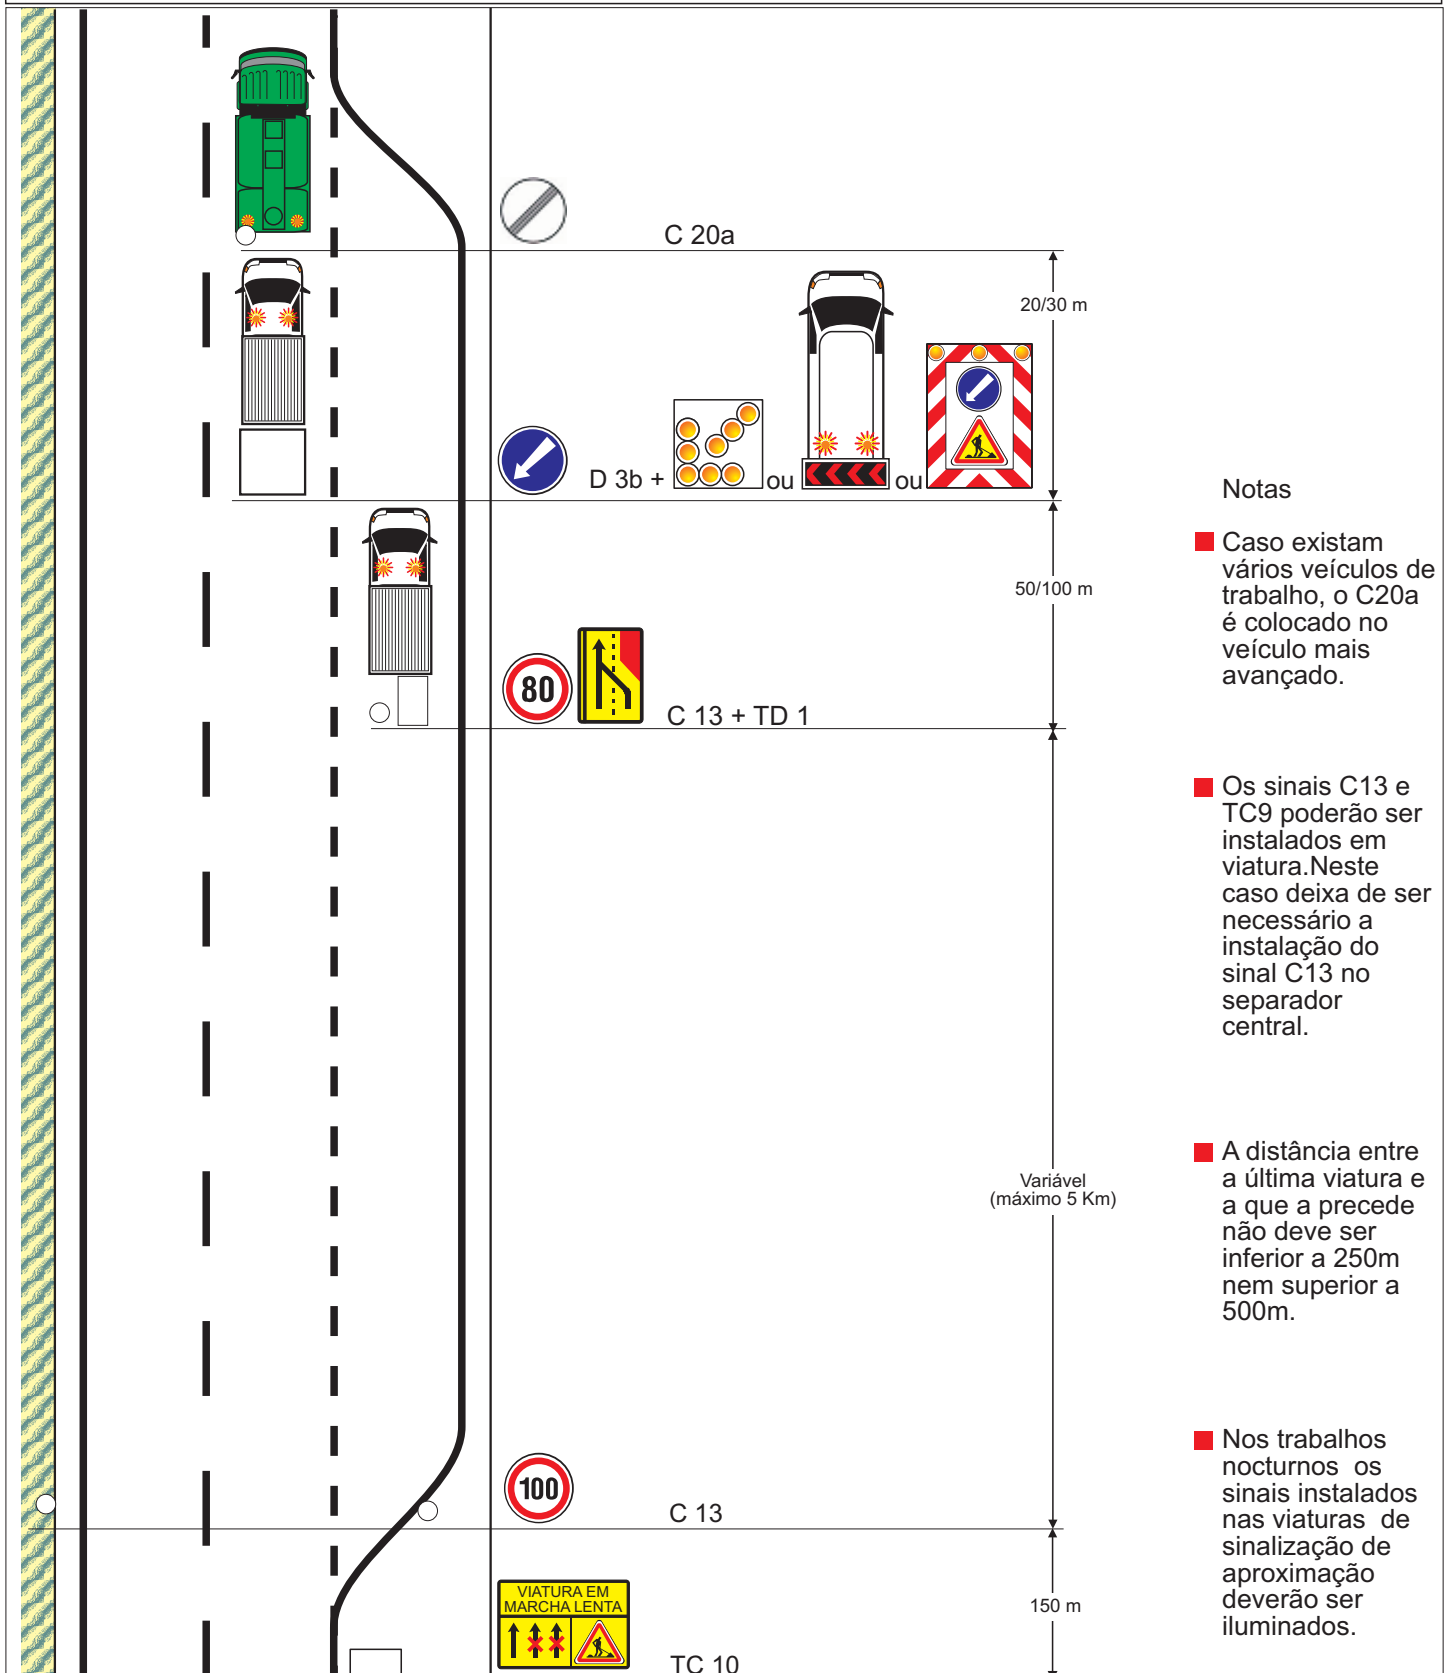 C 20a
20/30 m
D 3b +
ou
ou
50/100 m
80
C 13 + TD 1
Variável
(máximo 5 Km)
100
C 13
150 m
VIATURA EM
MARCHA LENTA
TC 10
Notas
Caso existam
vários veículos de
trabalho, o C20a
é colocado no
veículo mais
avançado.
Os sinais C13 e
TC9 poderão ser
instalados em
viatura.Neste
caso deixa de ser
necessário a
instalação do
sinal C13 no
separador
central.
A distância entre
a última viatura e
a que a precede
não deve ser
inferior a 250m
nem superior a
500m.
Nos trabalhos
nocturnos os
sinais instalados
nas viaturas de
sinalização de
aproximação
deverão ser
iluminados.